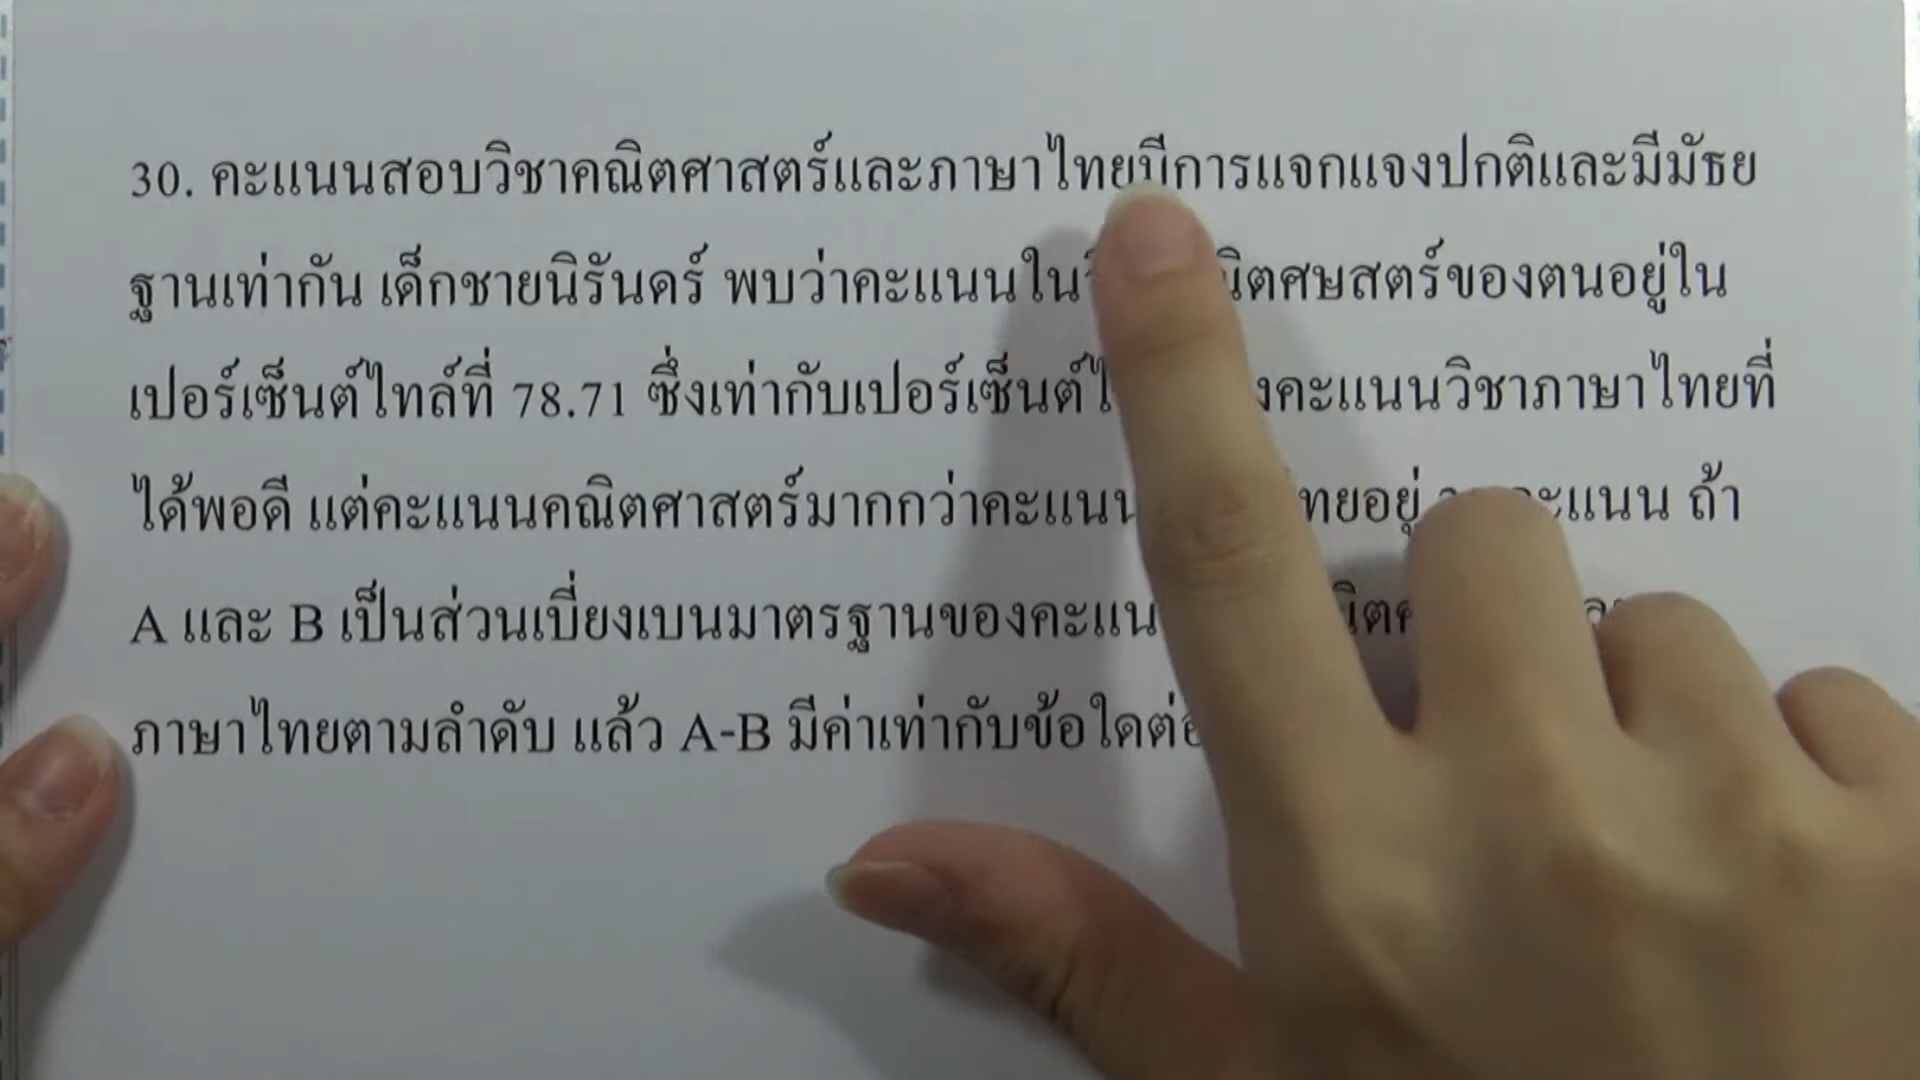 30. คะแนนสอบวิชาคณิตศาสตร์และภาษาไทยมีการแจกแจงปกติและมีมัธย
ฐานเท่ากัน เด็กชายนิรันดร์ พบว่าคะแนนใน ิตศษสตร์ของตนอยู่ใน
เปอร์เซ็นต์ไทล์ที่ 78.71 ซึ่งเท่ากับเปอร์เซ็นต์ไ งคะแนนวิชาภาษาไทยที่
ได้พอดี แต่คะแนนคณิตศาสตร์มากกว่าคะแนน ทยอยู่ คะแนน ถ้า
A และ B เป็นส่วนเบี่ยงเบนมาตรฐานของคะแน
ภาษาไทยตามลำดับ แล้ว A-B มีค่าเท่ากับข้อใดต่อ